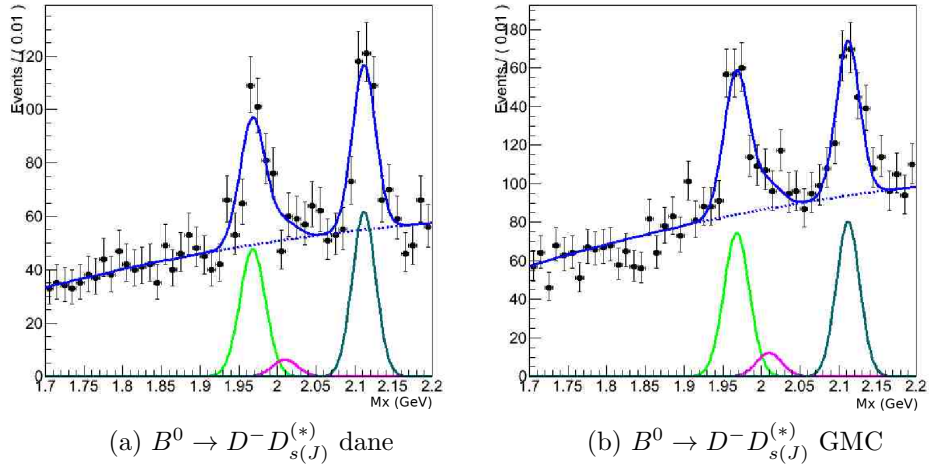 Events / ( 0.01 )
120
100
80
60
40
20
0
1.7 1.75 1.8 1.85 1.9 1.95 2 2.05 2.1 2.15 2.2
Mx (GeV)
(a) B⁰ → D⁻D_{s(J)}^{(*)} dane
Events / ( 0.01 )
180
160
140
120
100
80
60
40
20
0
1.7 1.75 1.8 1.85 1.9 1.95 2 2.05 2.1 2.15 2.2
Mx (GeV)
(b) B⁰ → D⁻D_{s(J)}^{(*)} GMC